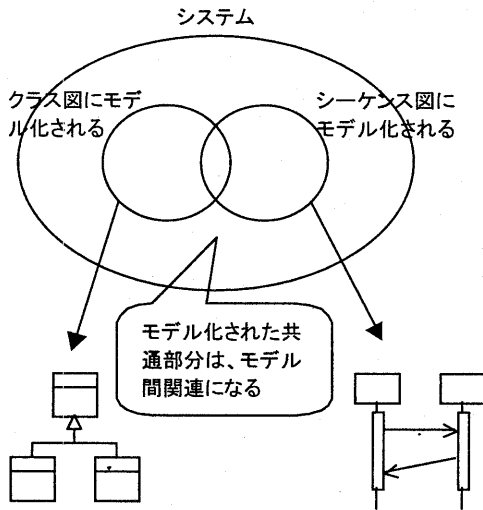 システム
クラス図にモデ
ル化される
シーケンス図に
モデル化される
モデル化された共
通部分は、モデル
間関連になる